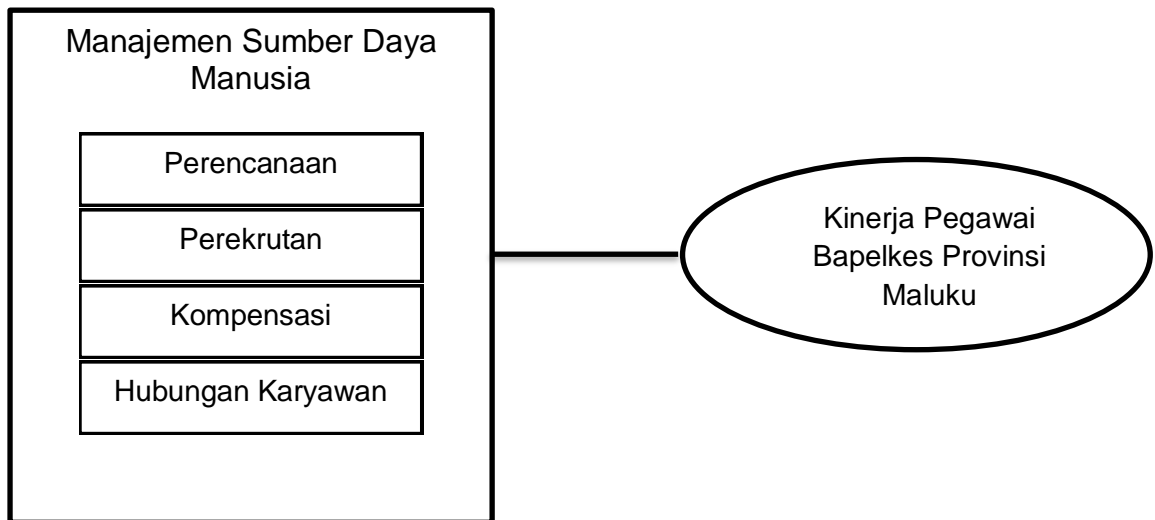 Manajemen Sumber Daya
Manusia
Perencanaan
Perekrutan
Kompensasi
Hubungan Karyawan
Kinerja Pegawai
Bapelkes Provinsi
Maluku